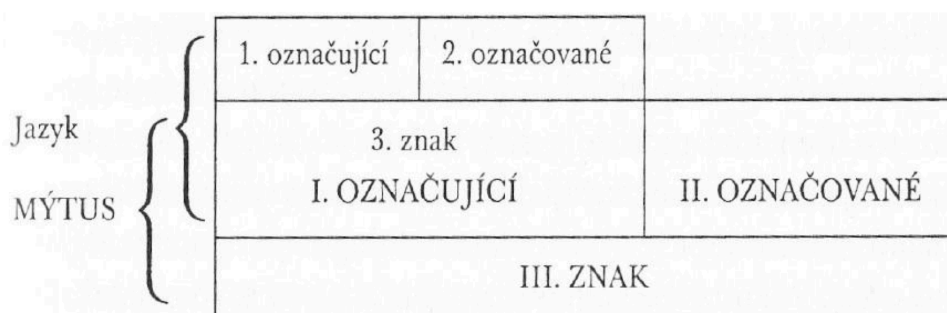 1. označující 2. označované
Jazyk
3. znak
MÝTUS
I. OZNAČUJÍCÍ II. OZNAČOVANÉ
III. ZNAK